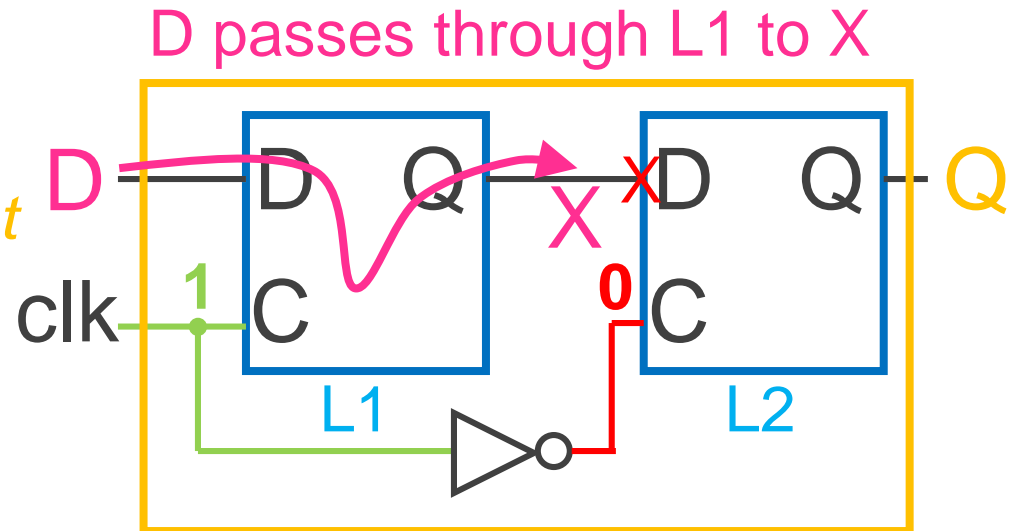 D passes through L1 to X
D D Q X D Q Q
t X
1 0
clk C C
L1 L2